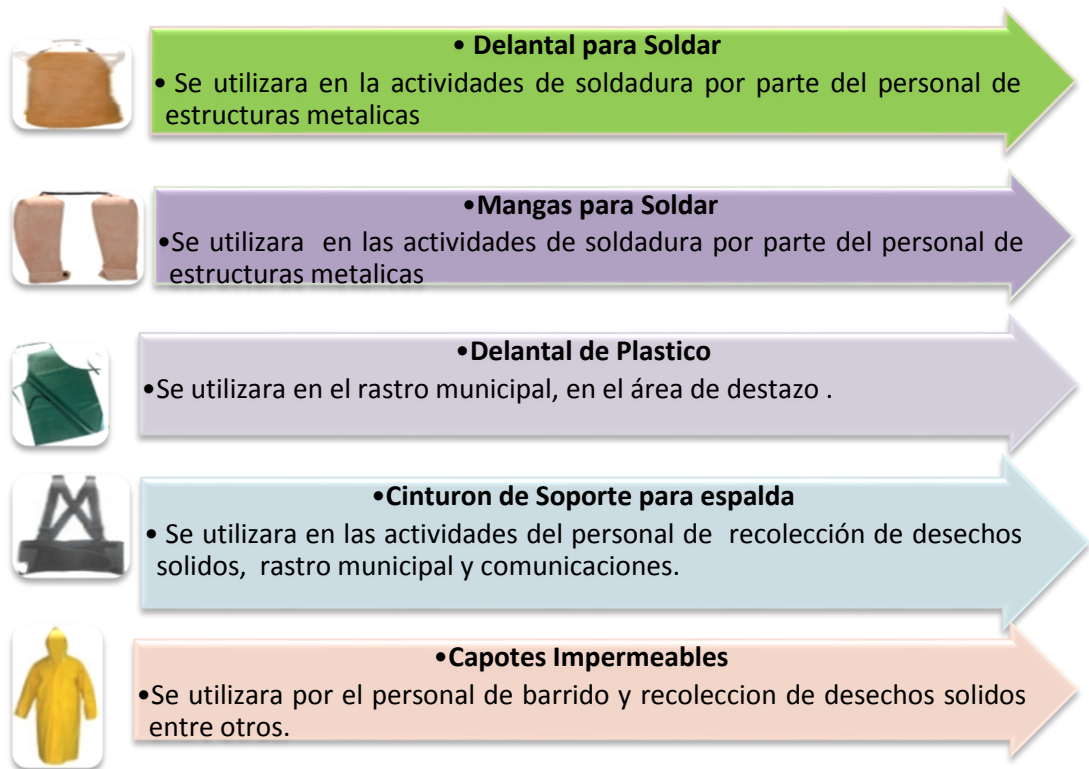 • Delantal para Soldar
• Se utilizara en la actividades de soldadura por parte del personal de
estructuras metalicas
•Mangas para Soldar
•Se utilizara en las actividades de soldadura por parte del personal de
estructuras metalicas
•Delantal de Plastico
•Se utilizara en el rastro municipal, en el área de destazo .
•Cinturon de Soporte para espalda
• Se utilizara en las actividades del personal de recolección de desechos
solidos, rastro municipal y comunicaciones.
•Capotes Impermeables
•Se utilizara por el personal de barrido y recoleccion de desechos solidos
entre otros.